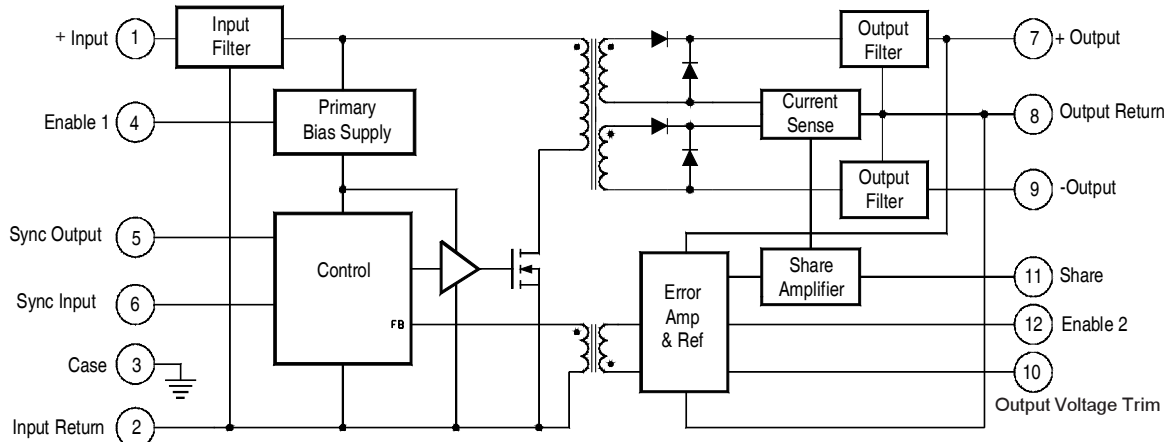 + Input 1
Input
Filter
Enable 1 4
Primary
Bias Supply
Sync Output 5
Sync Input 6
Control
FB
Case 3
Input Return 2
Output
Filter
7 + Output
Current
Sense
8 Output Return
Output
Filter
9 -Output
Error
Amp
& Ref
Share
Amplifier
11 Share
12 Enable 2
10
Output Voltage Trim